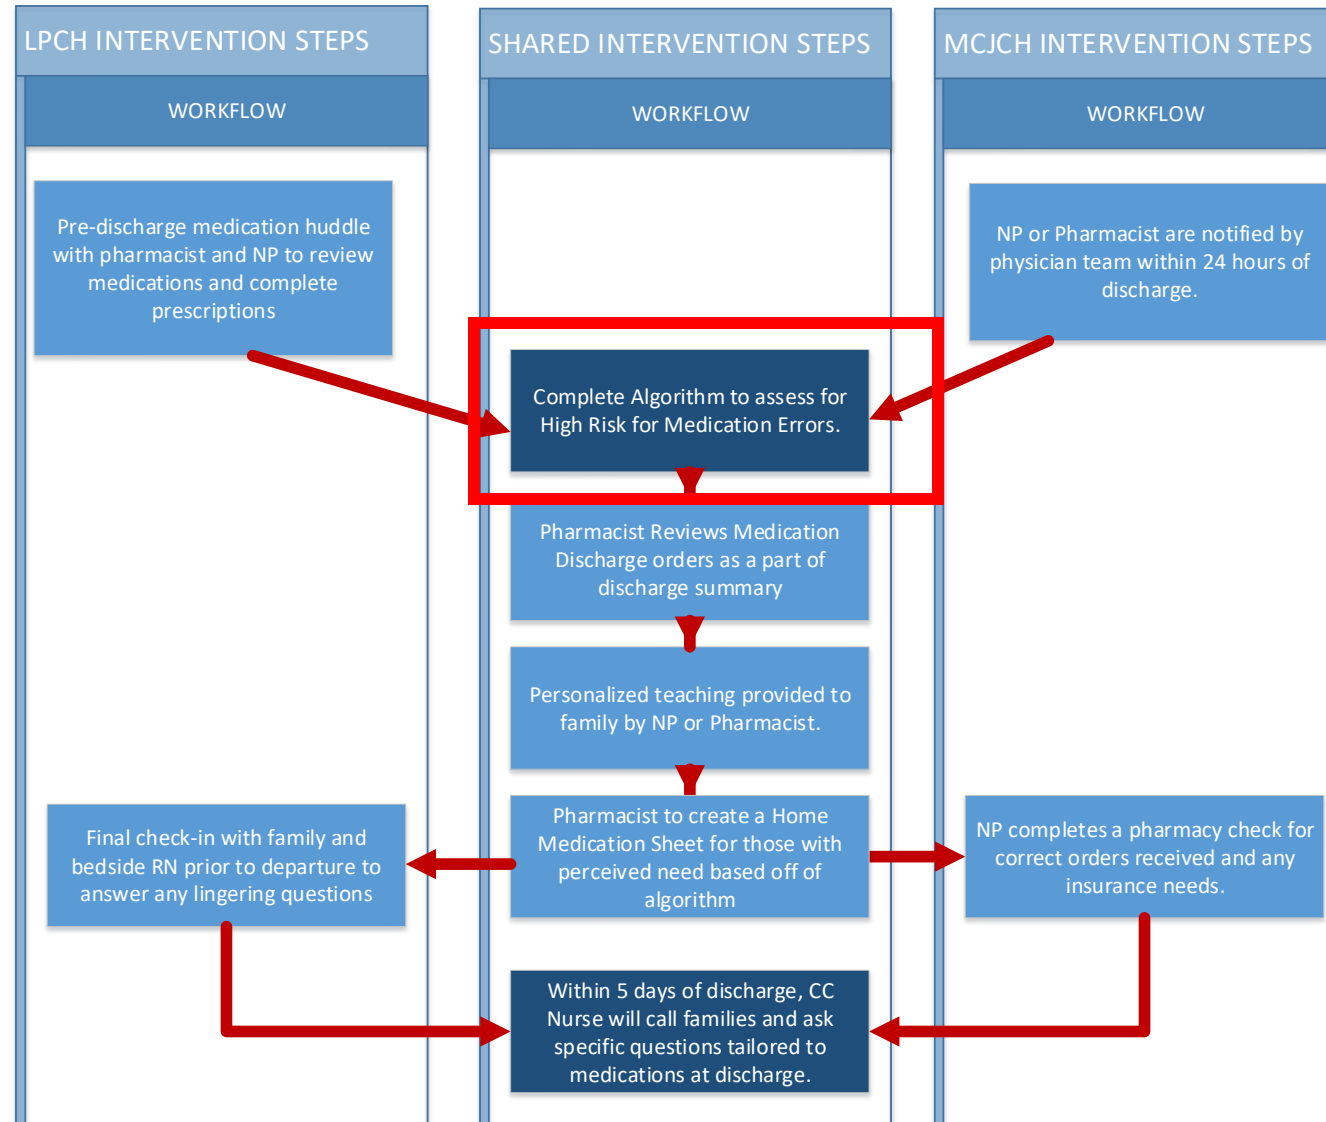 LPCH INTERVENTION STEPS
WORKFLOW
Pre-discharge medication huddle
with pharmacist and NP to review
medications and complete
prescriptions
Final check-in with family and
bedside RN prior to departure to
answer any lingering questions
SHARED INTERVENTION STEPS
WORKFLOW
Complete Algorithm to assess for
High Risk for Medication Errors.
Pharmacist Reviews Medication
Discharge orders as a part of
discharge summary
Personalized teaching provided to
family by NP or Pharmacist.
Pharmacist to create a Home
Medication Sheet for those with
perceived need based off of
algorithm
Within 5 days of discharge, CC
Nurse will call families and ask
specific questions tailored to
medications at discharge.
MCJCH INTERVENTION STEPS
WORKFLOW
NP or Pharmacist are notified by
physician team within 24 hours of
discharge.
NP completes a pharmacy check for
correct orders received and any
insurance needs.